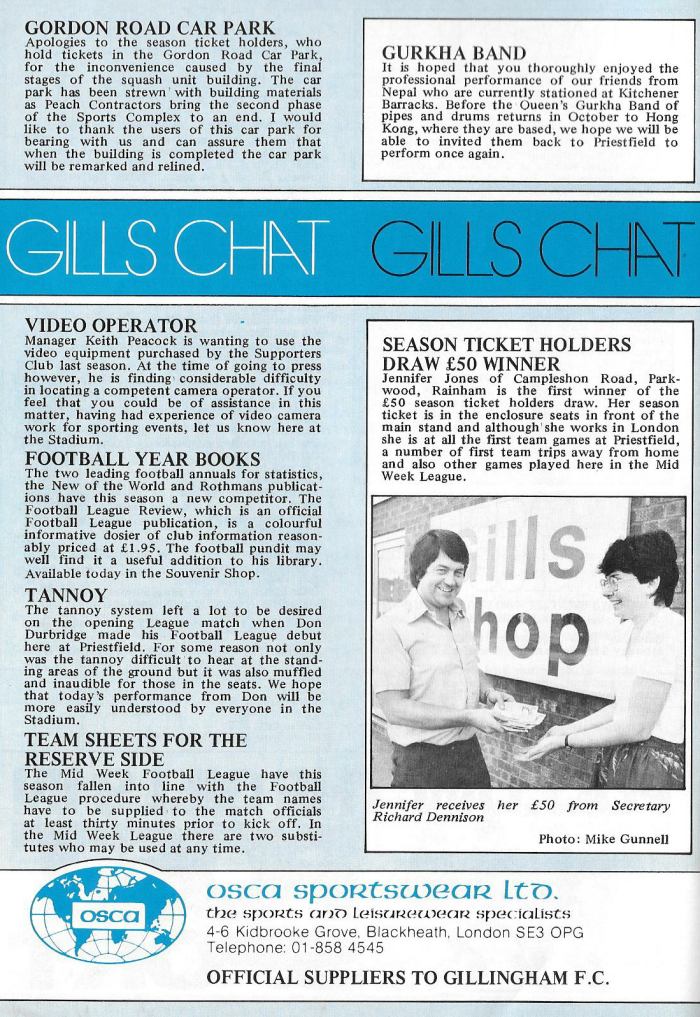 GORDON ROAD CAR PARK
Apologies to the season ticket holders, who
hold tickets in the Gordon Road Car Park,
for the inconvenience caused by the final
stages of the squash unit building. The car
park has been strewn with building materials
as Peach Contractors bring the second phase
of the Sports Complex to an end. I would
like to thank the users of this car park for
bearing with us and can assure them that
when the building is completed the car park
will be remarked and relined.
GURKHA BAND
It is hoped that you thoroughly enjoyed the
professional performance of our friends from
Nepal who are currently stationed at Kitchener
Barracks. Before the Queen's Gurkha Band of
pipes and drums returns in October to Hong
Kong, where they are based, we hope we will be
able to invited them back to Priestfield to
perform once again.
GILLS CHAT GILLS CHAT
VIDEO OPERATOR
Manager Keith Peacock is wanting to use the
video equipment purchased by the Supporters
Club last season. At the time of going to press
however, he is finding considerable difficulty
in locating a competent camera operator. If you
feel that you could be of assistance in this
matter, having had experience of video camera
work for sporting events, let us know here at
the Stadium.
FOOTBALL YEAR BOOKS
The two leading football annuals for statistics,
the New of the World and Rothmans publicat-
ions have this season a new competitor. The
Football League Review, which is an official
Football League publication, is a colourful
informative dosier of club information reason-
ably priced at £1.95. The football pundit may
well find it a useful addition to his library.
Available today in the Souvenir Shop.
TANNOY
The tannoy system left a lot to be desired
on the opening League match when Don
Durbridge made his Football League debut
here at Priestfield. For some reason not only
was the tannoy difficult to hear at the stand-
ing areas of the ground but it was also muffled
and inaudible for those in the seats. We hope
that today's performance from Don will be
more easily understood by everyone in the
Stadium.
TEAM SHEETS FOR THE
RESERVE SIDE
The Mid Week Football League have this
season fallen into line with the Football
League procedure whereby the team names
have to be supplied to the match officials
at least thirty minutes prior to kick off. In
the Mid Week League there are two substi-
tutes who may be used at any time.
SEASON TICKET HOLDERS
DRAW £50 WINNER
Jennifer Jones of Campleshon Road, Park-
wood, Rainham is the first winner of the
£50 season ticket holders draw. Her season
ticket is in the enclosure seats in front of the
main stand and although she works in London
she is at all the first team games at Priestfield,
a number of first team trips away from home
and also other games played here in the Mid
Week League.
ills
hop
Jennifer receives her £50 from Secretary
Richard Dennison
Photo: Mike Gunnell
osca
osca sportswear Ltd.
the sports and Leisurewear specialists
4-6 Kidbrooke Grove, Blackheath, London SE3 OPG
Telephone: 01-858 4545
OFFICIAL SUPPLIERS TO GILLINGHAM F.C.